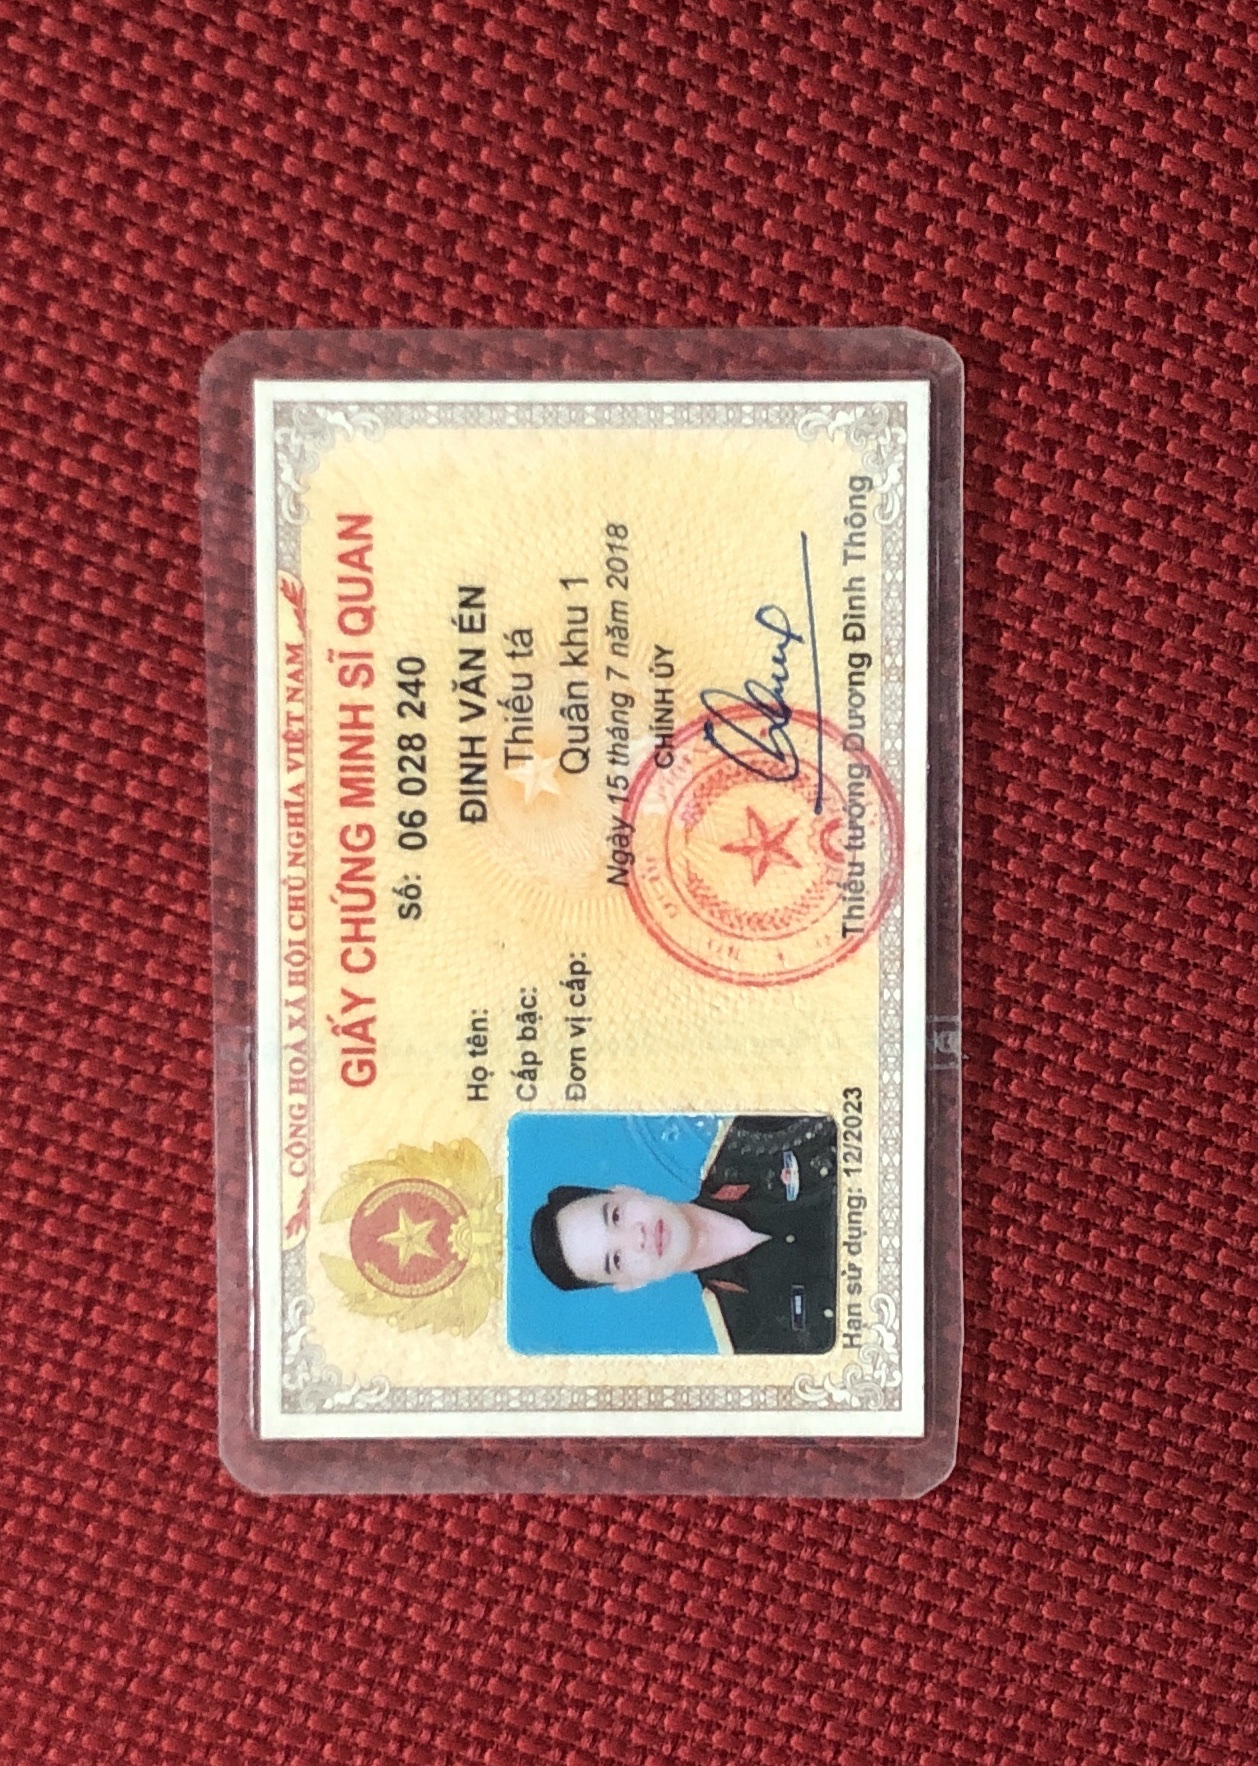 CỘNG HOÀ XÃ HỘI CHỦ NGHĨA VIỆT NAM
GIẤY CHỨNG MINH SĨ QUAN
Số: 06 028 240
Họ tên: ĐINH VĂN ÉN
Cấp bậc: Thiếu tá
Đơn vị cấp: Quân khu 1
Ngày 15 tháng 7 năm 2018
CHÍNH ỦY
Hạn sử dụng: 12/2023
Thiếu tướng Dương Đình Thông